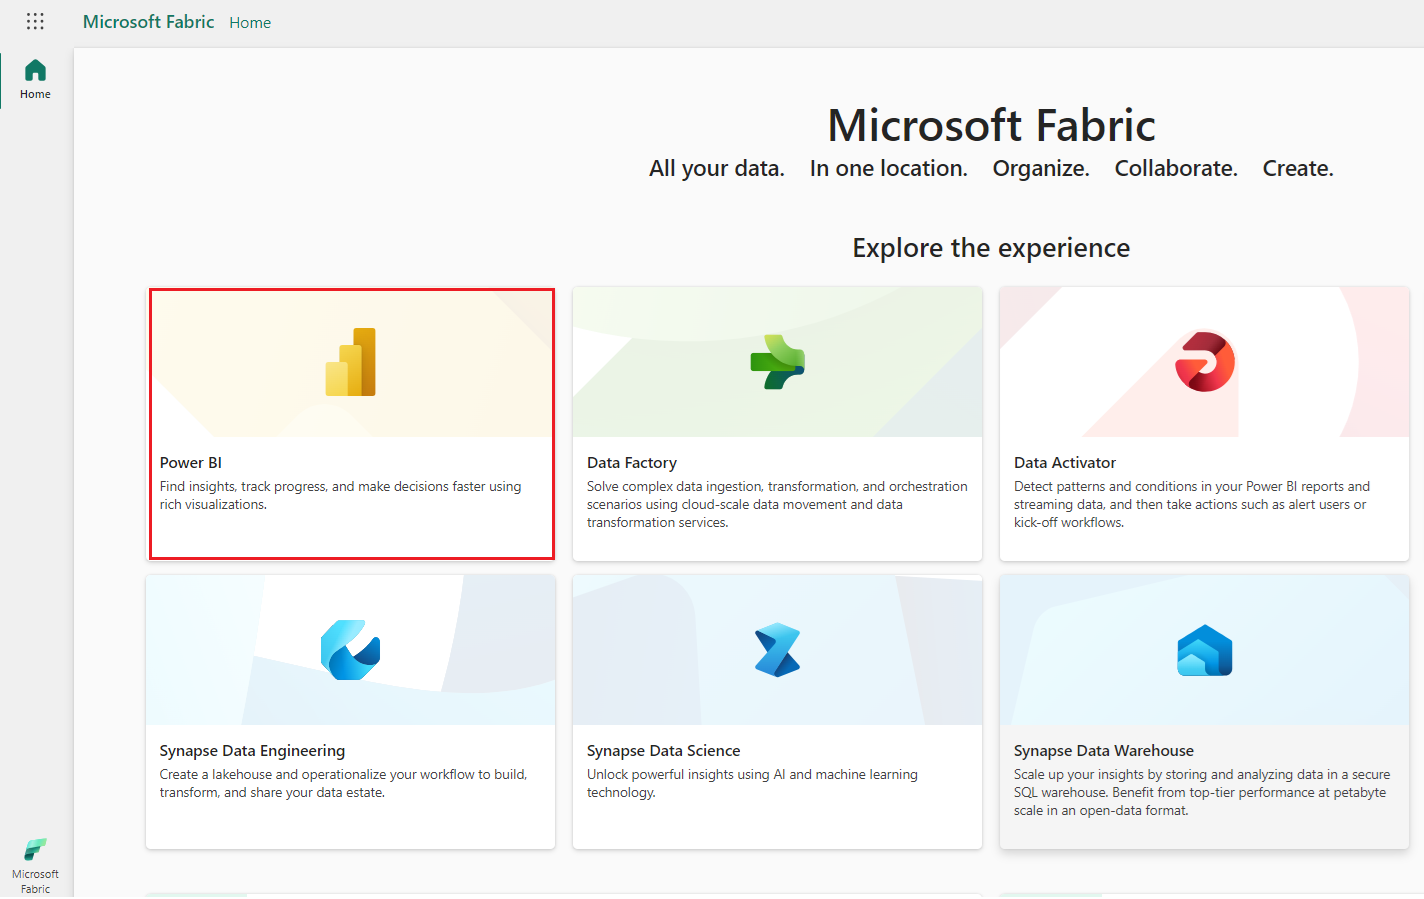 Microsoft Fabric Home
Home
Microsoft Fabric
All your data. In one location. Organize. Collaborate. Create.
Explore the experience
Power BI
Find insights, track progress, and make decisions faster using
rich visualizations.
Data Factory
Solve complex data ingestion, transformation, and orchestration
scenarios using cloud-scale data movement and data
transformation services.
Data Activator
Detect patterns and conditions in your Power BI reports and
streaming data, and then take actions such as alert users or
kick-off workflows.
Synapse Data Engineering
Create a lakehouse and operationalize your workflow to build,
transform, and share your data estate.
Synapse Data Science
Unlock powerful insights using AI and machine learning
technology.
Synapse Data Warehouse
Scale up your insights by storing and analyzing data in a secure
SQL warehouse. Benefit from top-tier performance at petabyte
scale in an open-data format.
Microsoft
Fabric